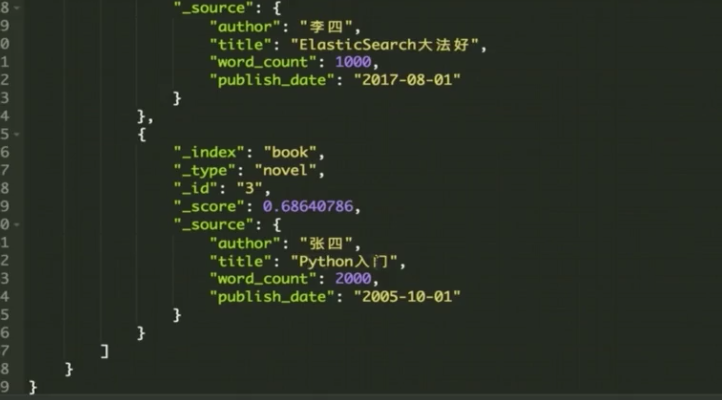 8 "_source": {
9 "author": "李四",
0 "title": "ElasticSearch大法好",
1 "word_count": 1000,
2 "publish_date": "2017-08-01"
3 }
4 },
5 {
6 "_index": "book",
7 "_type": "novel",
8 "_id": "3",
9 "_score": 0.68640786,
0 "_source": {
1 "author": "张四",
2 "title": "Python入门",
3 "word_count": 2000,
4 "publish_date": "2005-10-01"
5 }
6 }
7 ]
8 }
9 }